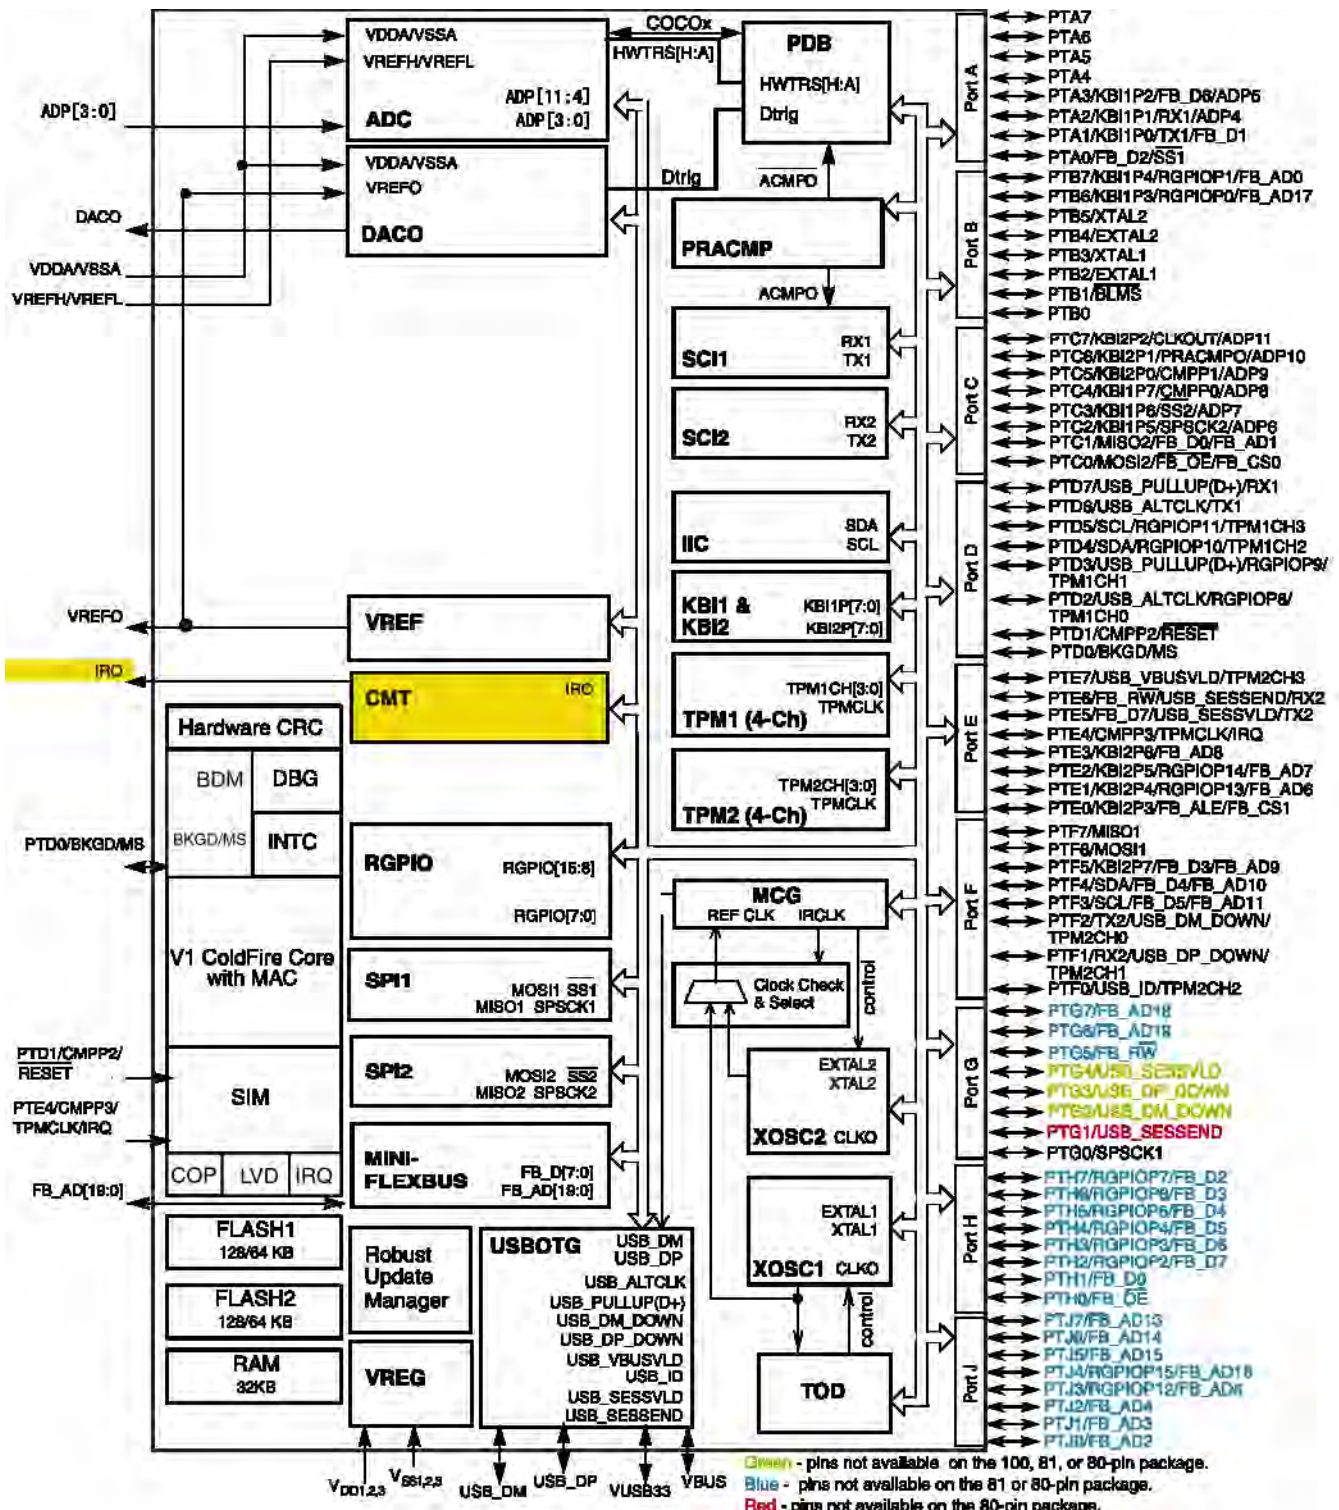 ADP[3:0]
DACO
VDDA/VSSA
VREFH/VREFL
VREFO
IRO
PTD0/BKGD/MS
PTD1/CMPP2/
RESET
PTE4/CMPP3/
TPMCLK/IRQ
FB_AD[19:0]
VDDA/VSSA
VREFH/VREFL
ADP[11:4]
ADP[3:0]
ADC
VDDA/VSSA
VREFO
DACO
VREF
CMT
IRO
Hardware CRC
BDM
DBG
BKGD/MS
INTC
V1 ColdFire Core
with MAC
SIM
COP
LVD
IRQ
FLASH1
128/64 KB
FLASH2
128/64 KB
RAM
32KB
RGPIO
RGPIO[15:8]
RGPIO[7:0]
SPI1
MOSI1 SS1
MISO1 SPSCK1
SPI2
MOSI2 SS2
MISO2 SPSCK2
MINI-
FLEXBUS
FB_D[7:0]
FB_AD[19:0]
Robust
Update
Manager
VREG
VDD1,2,3
VSS1,2,3
USBOTG
USB_DM
USB_DP
USB_ALTCLK
USB_PULLUP(D+)
USB_DM_DOWN
USB_DP_DOWN
USB_VBUSVLD
USB_ID
USB_SESSVLD
USB_SESSEND
USB_DM
USB_DP
VUSB33
VBUS
COCOx
HWTRS[H:A]
PDB
HWTRS[H:A]
Dtrig
Dtrig
ACMPO
PRACMP
ACMPO
SCI1
RX1
TX1
SCI2
RX2
TX2
IIC
SDA
SCL
KBI1 &
KBI2
KBI1P[7:0]
KBI2P[7:0]
TPM1CH[3:0]
TPMCLK
TPM1 (4-Ch)
TPM2CH[3:0]
TPMCLK
TPM2 (4-Ch)
MCG
REF CLK
IRCLK
Clock Check
& Select
control
EXTAL2
XTAL2
XOSC2 CLKO
EXTAL1
XTAL1
XOSC1 CLKO
control
TOD
Port A
PTA7
PTA6
PTA5
PTA4
PTA3/KBI1P2/FB_D6/ADP5
PTA2/KBI1P1/RX1/ADP4
PTA1/KBI1P0/TX1/FB_D1
PTA0/FB_D2/SS1
Port B
PTB7/KBI1P4/RGPIOP1/FB_AD0
PTB6/KBI1P3/RGPIOP0/FB_AD17
PTB5/XTAL2
PTB4/EXTAL2
PTB3/XTAL1
PTB2/EXTAL1
PTB1/BLMS
PTB0
Port C
PTC7/KBI2P2/CLKOUT/ADP11
PTC6/KBI2P1/PRACMPO/ADP10
PTC5/KBI2P0/CMPP1/ADP9
PTC4/KBI1P7/CMPP0/ADP8
PTC3/KBI1P6/SS2/ADP7
PTC2/KBI1P5/SPSCK2/ADP6
PTC1/MISO2/FB_D0/FB_AD1
PTC0/MOSI2/FB_OE/FB_CS0
Port D
PTD7/USB_PULLUP(D+)/RX1
PTD6/USB_ALTCLK/TX1
PTD5/SCL/RGPIOP11/TPM1CH3
PTD4/SDA/RGPIOP10/TPM1CH2
PTD3/USB_PULLUP(D+)/RGPIOP9/
TPM1CH1
PTD2/USB_ALTCLK/RGPIOP8/
TPM1CH0
PTD1/CMPP2/RESET
PTD0/BKGD/MS
Port E
PTE7/USB_VBUSVLD/TPM2CH3
PTE6/FB_RW/USB_SESSEND/RX2
PTE5/FB_D7/USB_SESSVLD/TX2
PTE4/CMPP3/TPMCLK/IRQ
PTE3/KBI2P6/FB_AD8
PTE2/KBI2P5/RGPIOP14/FB_AD7
PTE1/KBI2P4/RGPIOP13/FB_AD6
PTE0/KBI2P3/FB_ALE/FB_CS1
Port F
PTF7/MISO1
PTF6/MOSI1
PTF5/KBI2P7/FB_D3/FB_AD9
PTF4/SDA/FB_D4/FB_AD10
PTF3/SCL/FB_D5/FB_AD11
PTF2/TX2/USB_DM_DOWN/
TPM2CH0
PTF1/RX2/USB_DP_DOWN/
TPM2CH1
PTF0/USB_ID/TPM2CH2
Port G
PTG7/FB_AD18
PTG6/FB_AD19
PTG5/FB_RW
PTG4/USB_SESSVLD
PTG3/USB_DP_DOWN
PTG2/USB_DM_DOWN
PTG1/USB_SESSEND
PTG0/SPSCK1
Port H
PTH7/RGPIOP7/FB_D2
PTH6/RGPIOP6/FB_D3
PTH5/RGPIOP5/FB_D4
PTH4/RGPIOP4/FB_D5
PTH3/RGPIOP3/FB_D6
PTH2/RGPIOP2/FB_D7
PTH1/FB_D0
PTH0/FB_OE
Port J
PTJ7/FB_AD13
PTJ6/FB_AD14
PTJ5/FB_AD15
PTJ4/RGPIOP15/FB_AD16
PTJ3/RGPIOP12/FB_AD5
PTJ2/FB_AD4
PTJ1/FB_AD3
PTJ0/FB_AD2
Green - pins not available on the 100, 81, or 80-pin package.
Blue - pins not available on the 81 or 80-pin package.
Red - pins not available on the 80-pin package.